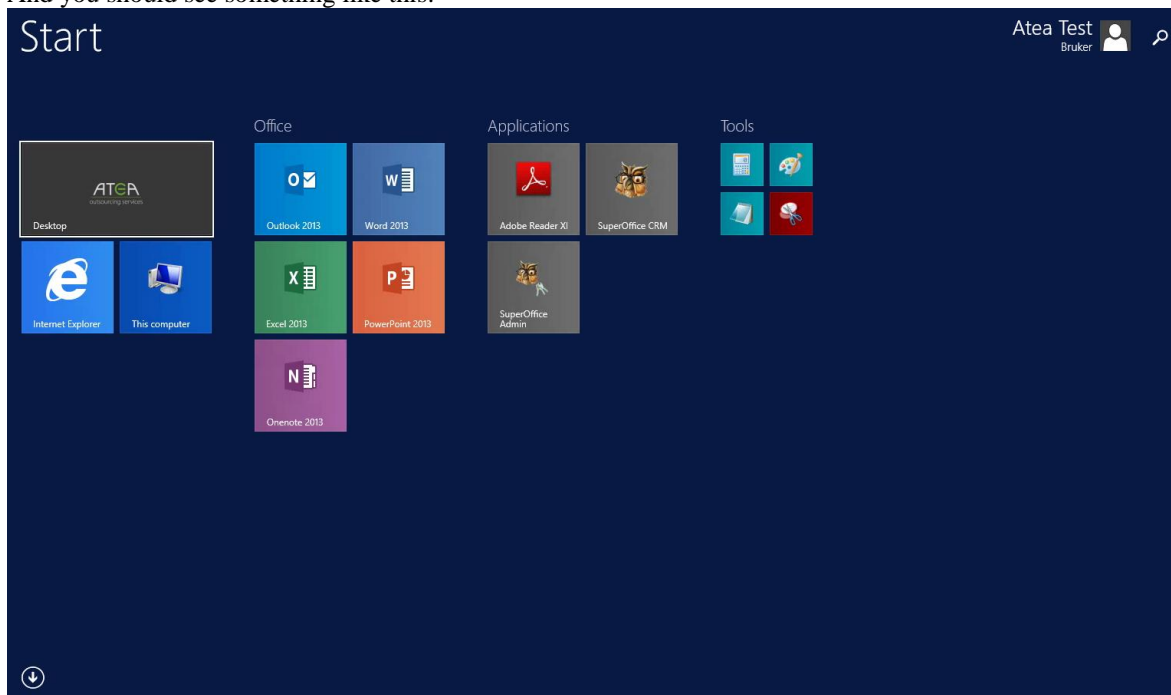 And you should see something like this:
Start
Atea Test
Bruker
Office
Applications
Tools
ATEA
outsourcing services
Desktop
Outlook 2013
Word 2013
Adobe Reader XI
SuperOffice CRM
Internet Explorer
This computer
Excel 2013
PowerPoint 2013
SuperOffice
Admin
Onenote 2013